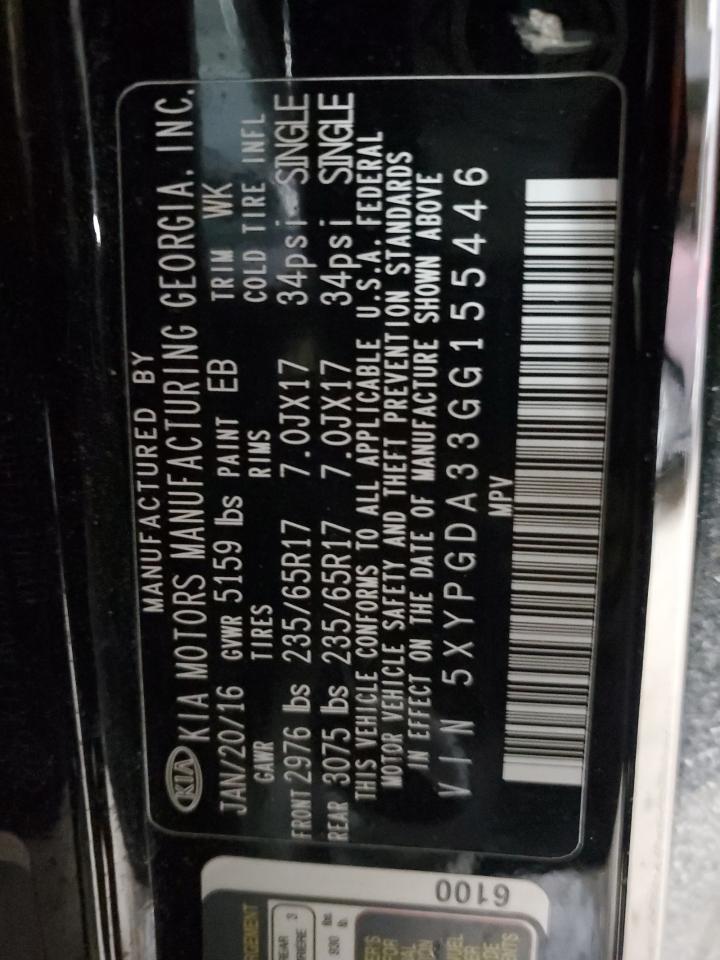 MANUFACTURED BY
KIA KIA MOTORS MANUFACTURING GEORGIA, INC.
JAN/20/16 GVWR 5159 lbs PAINT EB TRIM WK
GAWR TIRES RIMS COLD TIRE INFL
FRONT 2976 lbs 235/65R17 7.0JX17 34psi SINGLE
REAR 3075 lbs 235/65R17 7.0JX17 34psi SINGLE
THIS VEHICLE CONFORMS TO ALL APPLICABLE U.S.A. FEDERAL
MOTOR VEHICLE SAFETY AND THEFT PREVENTION STANDARDS
IN EFFECT ON THE DATE OF MANUFACTURE SHOWN ABOVE
VIN 5XYPGDA33GG155446
MPV
6100